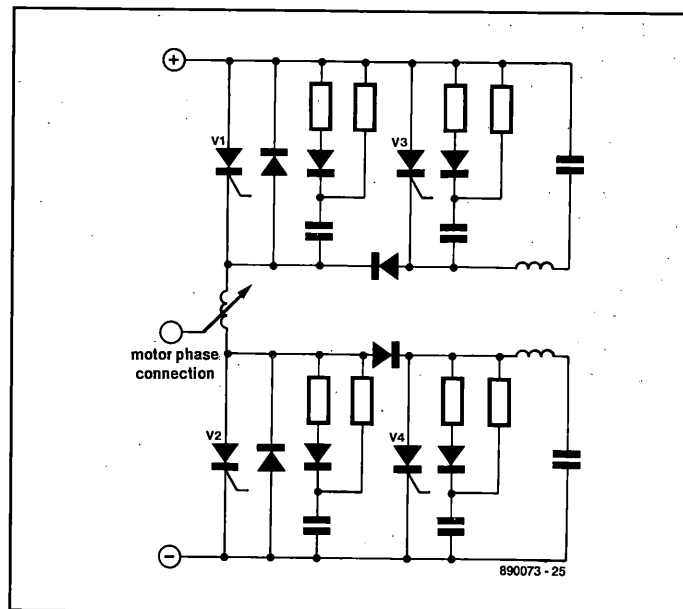 +
V1
V3
motor phase
connection
V2
V4
−
890073 - 25